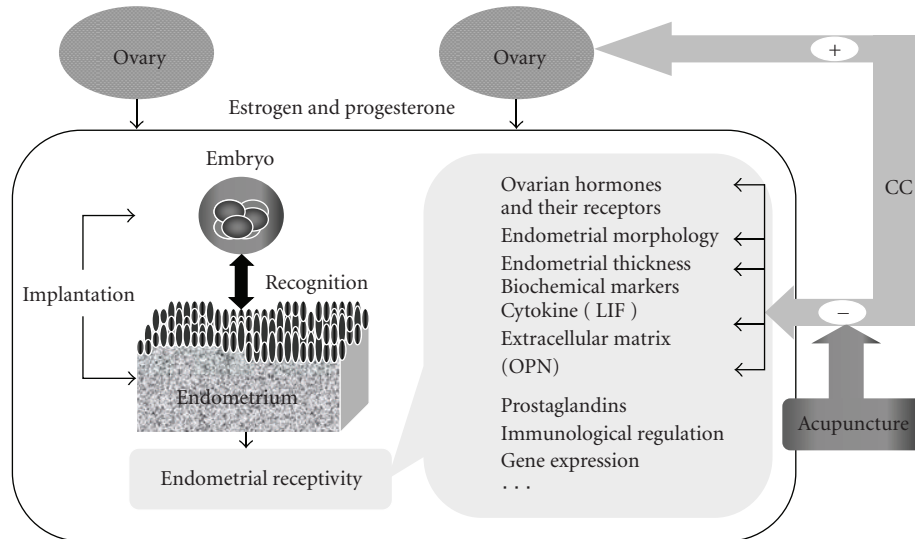 Ovary
Ovary
+
Estrogen and progesterone
Embryo
Recognition
Implantation
Endometrium
Endometrial receptivity
Ovarian hormones
and their receptors
Endometrial morphology
Endometrial thickness
Biochemical markers
Cytokine ( LIF )
Extracellular matrix
(OPN)
Prostaglandins
Immunological regulation
Gene expression
. . .
CC
−
Acupuncture